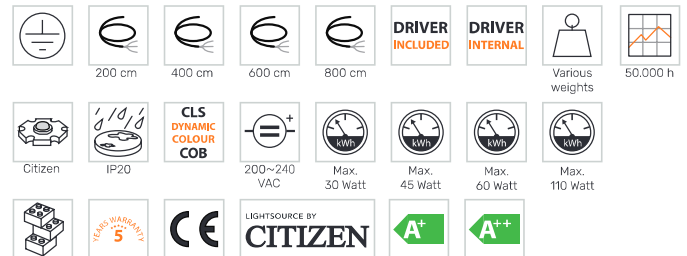 DRIVER
INCLUDED
DRIVER
INTERNAL
200 cm
400 cm
600 cm
800 cm
Various
weights
50.000 h
CLS
DYNAMIC
COLOUR
COB
+
kWh
kWh
kWh
kWh
Citizen
IP20
200~240
VAC
Max.
30 Watt
Max.
45 Watt
Max.
60 Watt
Max.
110 Watt
YEARS WARRANTY
5
CE
LIGHTSOURCE BY
CITIZEN
A+
A++